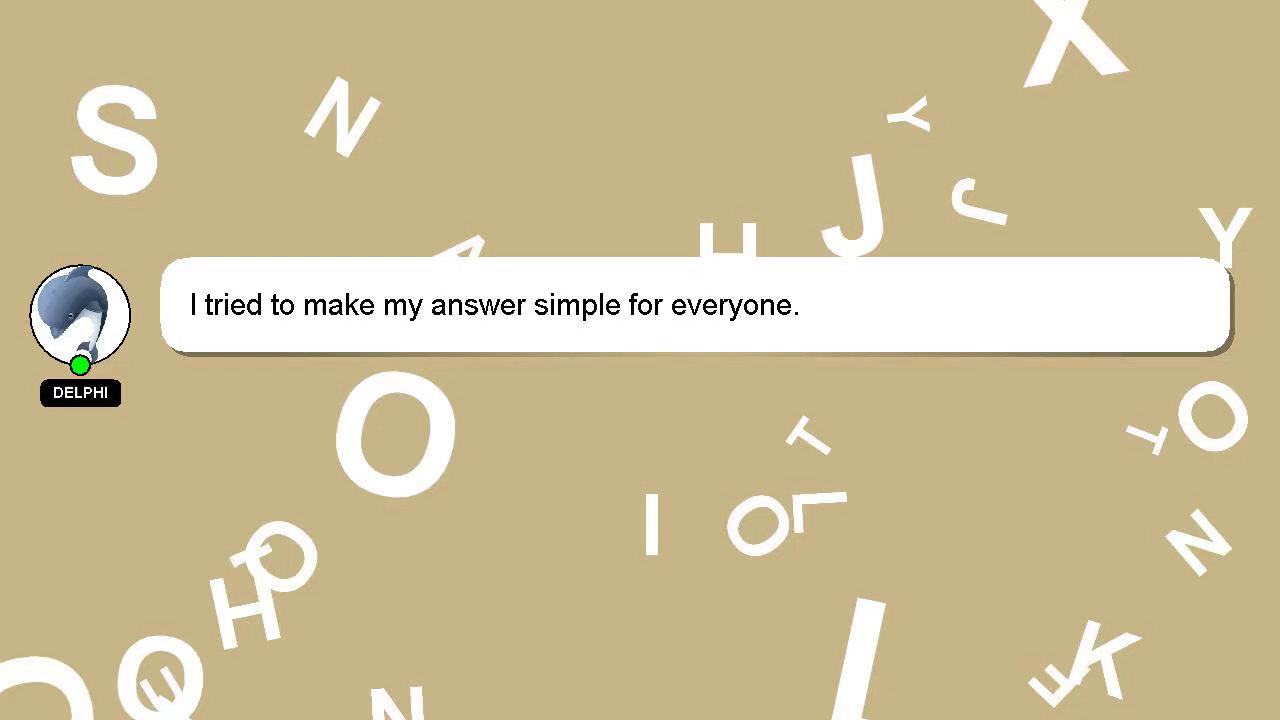 S
N
X
Y
J
J
H
Y
I tried to make my answer simple for everyone.
DELPHI
O
T
T
O
I
O
L
N
O
T
H
K
E
O
N